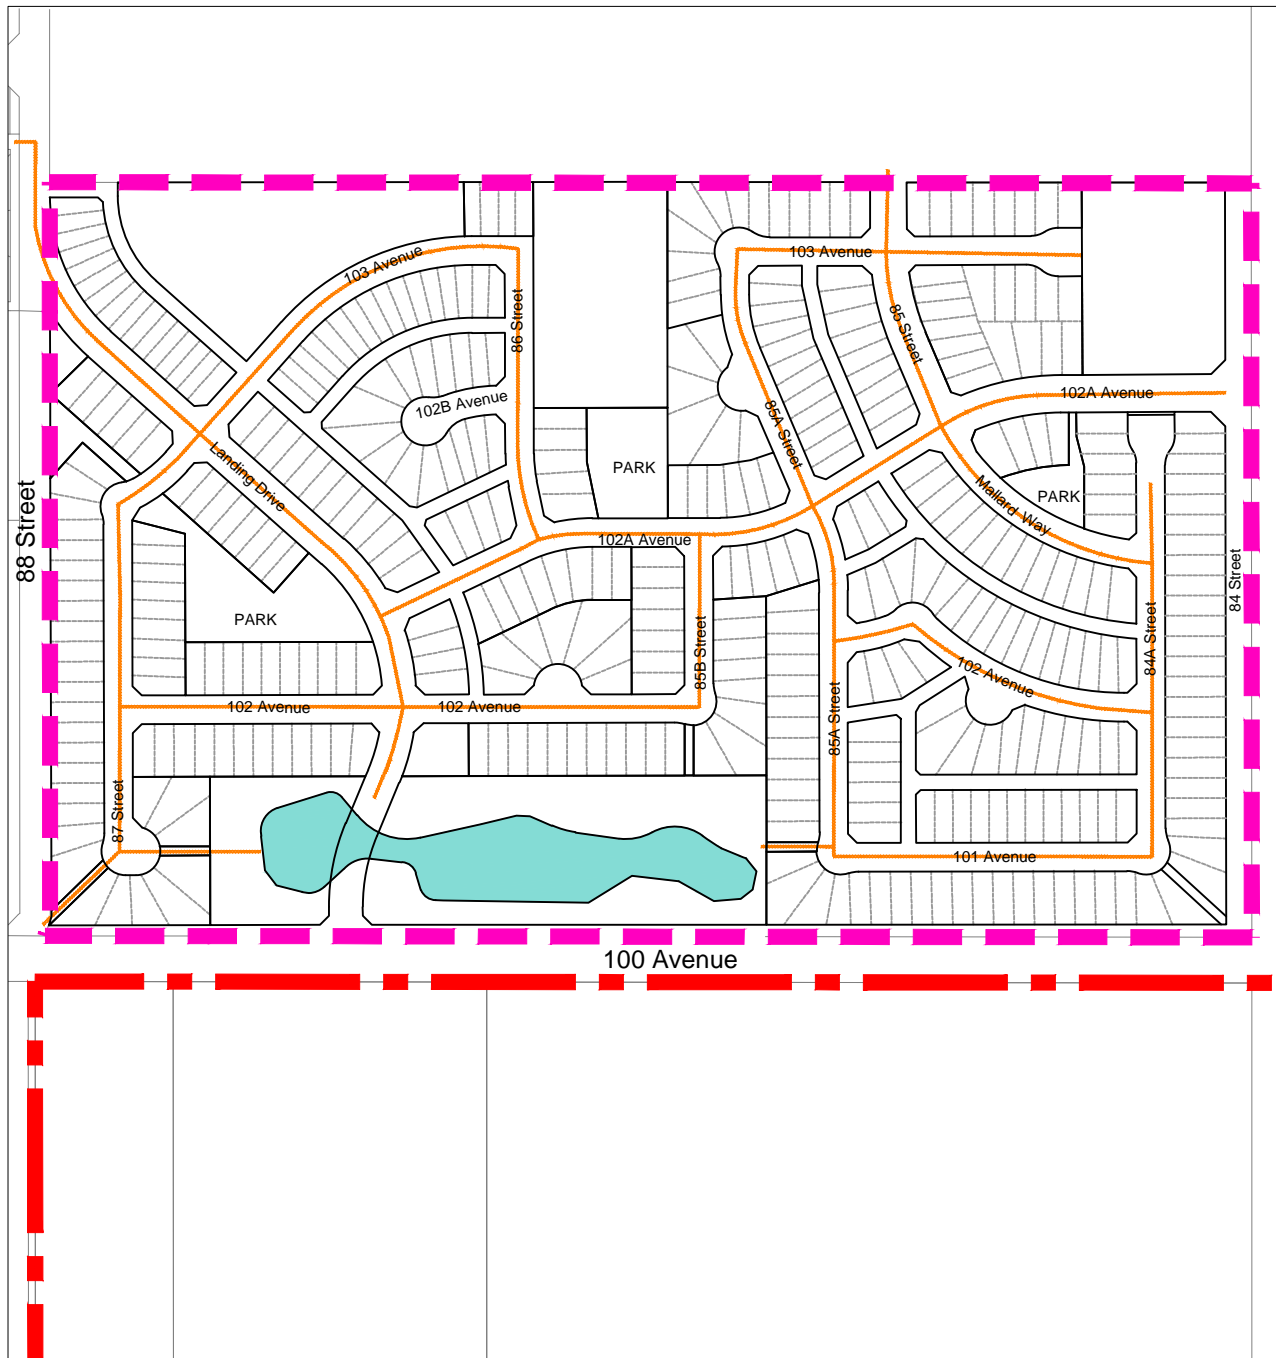 103 Avenue
103 Avenue
86 Street
85 Street
102B Avenue
102A Avenue
85A Street
Landing Drive
PARK
Mallard Way
PARK
88 Street
102A Avenue
84 Street
PARK
85B Street
84A Street
102 Avenue
102 Avenue
102 Avenue
85A Street
87 Street
101 Avenue
100 Avenue